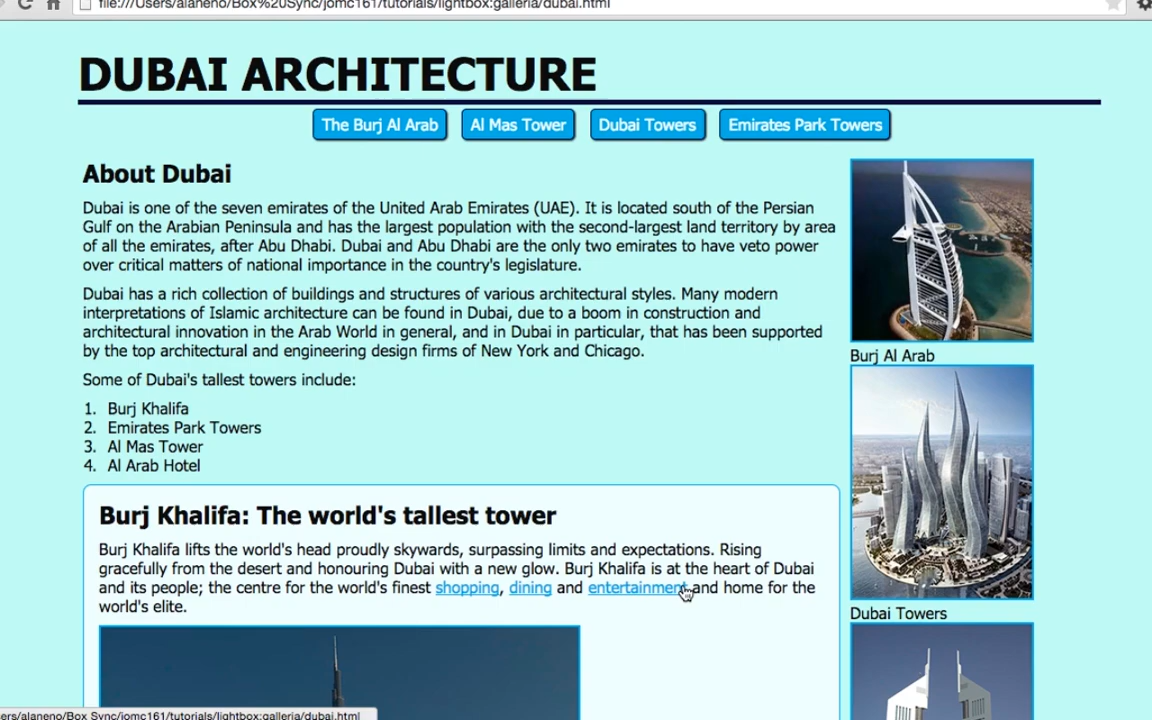 file:///Users/alaneno/Box%20Sync/jomc161/tutorials/lightbox:galleria/dubai.html
DUBAI ARCHITECTURE
The Burj Al Arab Al Mas Tower Dubai Towers Emirates Park Towers
About Dubai
Dubai is one of the seven emirates of the United Arab Emirates (UAE). It is located south of the Persian
Gulf on the Arabian Peninsula and has the largest population with the second-largest land territory by area
of all the emirates, after Abu Dhabi. Dubai and Abu Dhabi are the only two emirates to have veto power
over critical matters of national importance in the country's legislature.
Dubai has a rich collection of buildings and structures of various architectural styles. Many modern
interpretations of Islamic architecture can be found in Dubai, due to a boom in construction and
architectural innovation in the Arab World in general, and in Dubai in particular, that has been supported
by the top architectural and engineering design firms of New York and Chicago.
Some of Dubai's tallest towers include:
1. Burj Khalifa
2. Emirates Park Towers
3. Al Mas Tower
4. Al Arab Hotel
Burj Khalifa: The world's tallest tower
Burj Khalifa lifts the world's head proudly skywards, surpassing limits and expectations. Rising
gracefully from the desert and honouring Dubai with a new glow. Burj Khalifa is at the heart of Dubai
and its people; the centre for the world's finest shopping, dining and entertainment and home for the
world's elite.
Burj Al Arab
Dubai Towers
ers/alaneno/Box Sync/jomc161/tutorials/lightbox:galleria/dubai.html